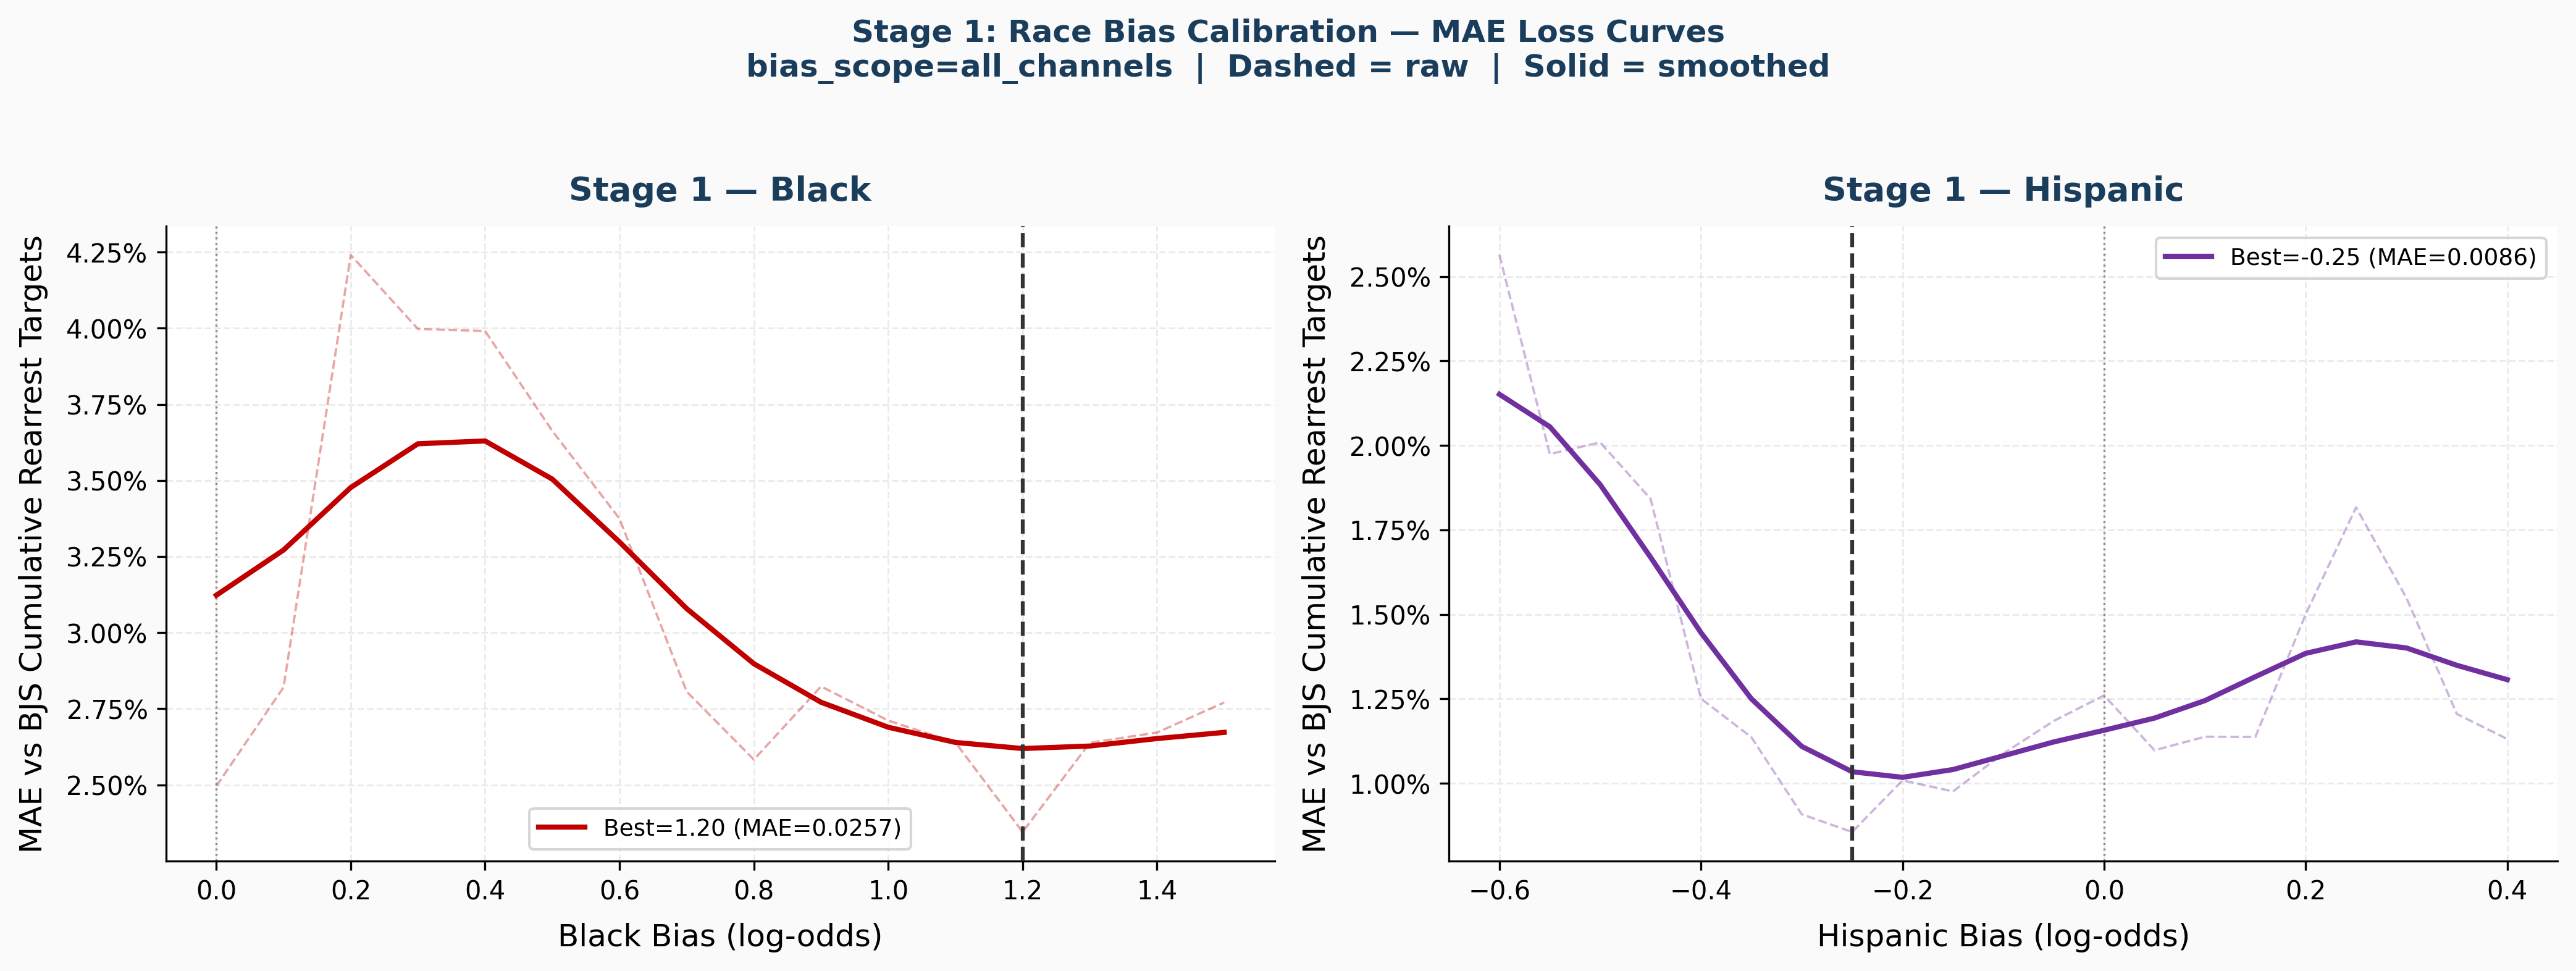 Stage 1: Race Bias Calibration — MAE Loss Curves
bias_scope=all_channels | Dashed = raw | Solid = smoothed
Stage 1 — Black
MAE vs BJS Cumulative Rearrest Targets
4.25%
4.00%
3.75%
3.50%
3.25%
3.00%
2.75%
2.50%
Best=1.20 (MAE=0.0257)
0.0 0.2 0.4 0.6 0.8 1.0 1.2 1.4
Black Bias (log-odds)
Stage 1 — Hispanic
MAE vs BJS Cumulative Rearrest Targets
Best=-0.25 (MAE=0.0086)
2.50%
2.25%
2.00%
1.75%
1.50%
1.25%
1.00%
−0.6 −0.4 −0.2 0.0 0.2 0.4
Hispanic Bias (log-odds)